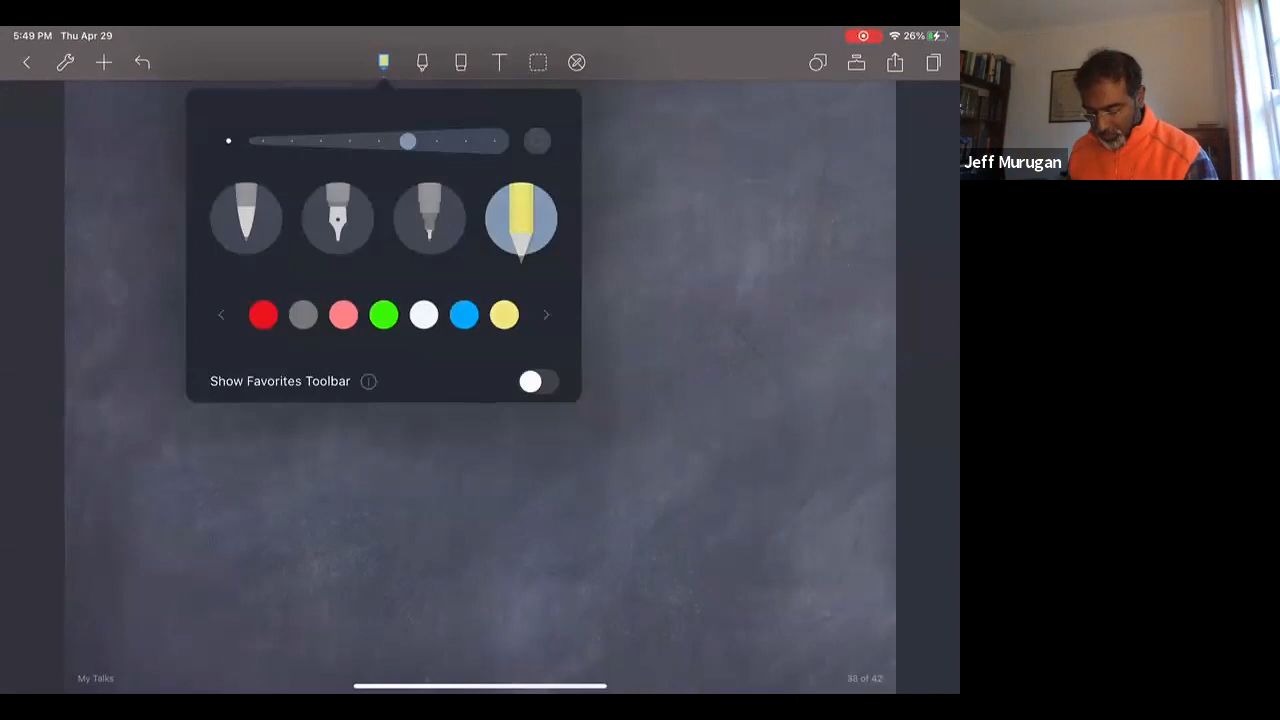 5:49 PM Thu Apr 29
26%
Jeff Murugan
Show Favorites Toolbar
My Talks
38 of 42